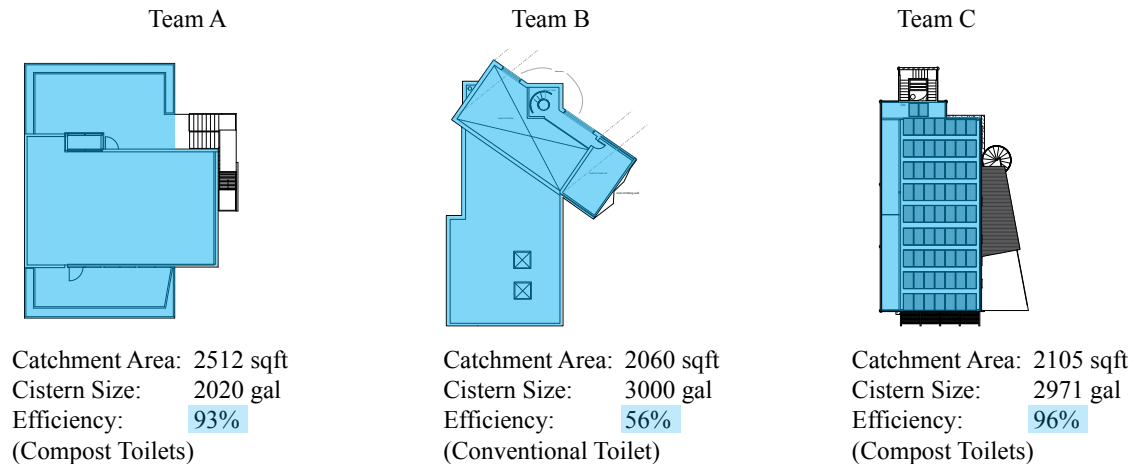 Team A
Catchment Area: 2512 sqft
Cistern Size: 2020 gal
Efficiency: 93%
(Compost Toilets)
Team B
Catchment Area: 2060 sqft
Cistern Size: 3000 gal
Efficiency: 56%
(Conventional Toilet)
Team C
Catchment Area: 2105 sqft
Cistern Size: 2971 gal
Efficiency: 96%
(Compost Toilets)